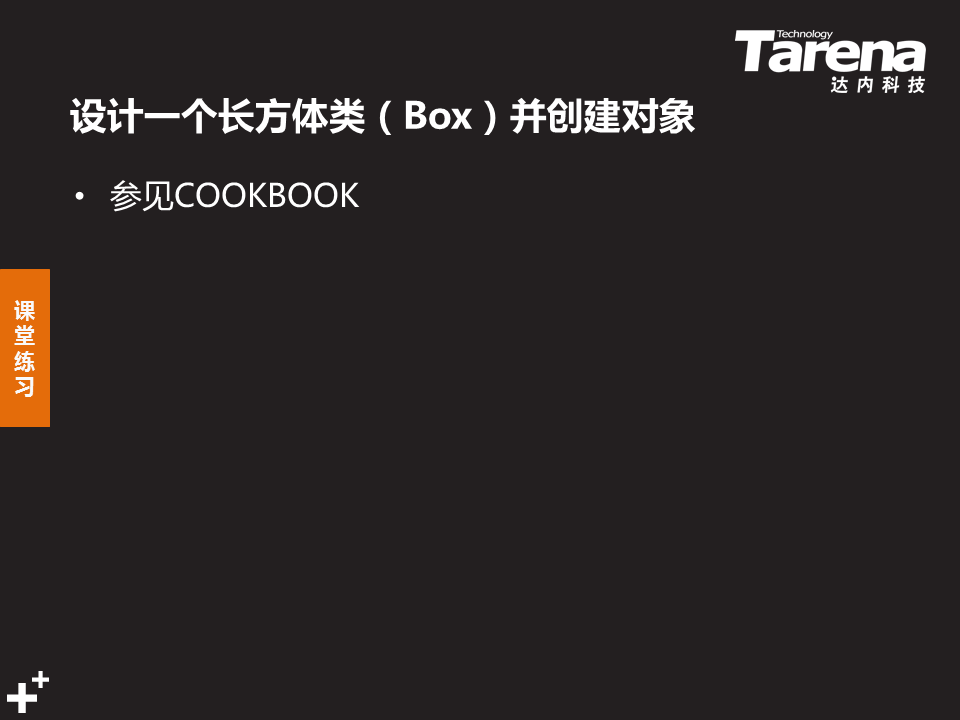 Technology
Tarena
达内科技
设计一个长方体类（Box）并创建对象
• 参见COOKBOOK
课
堂
练
习